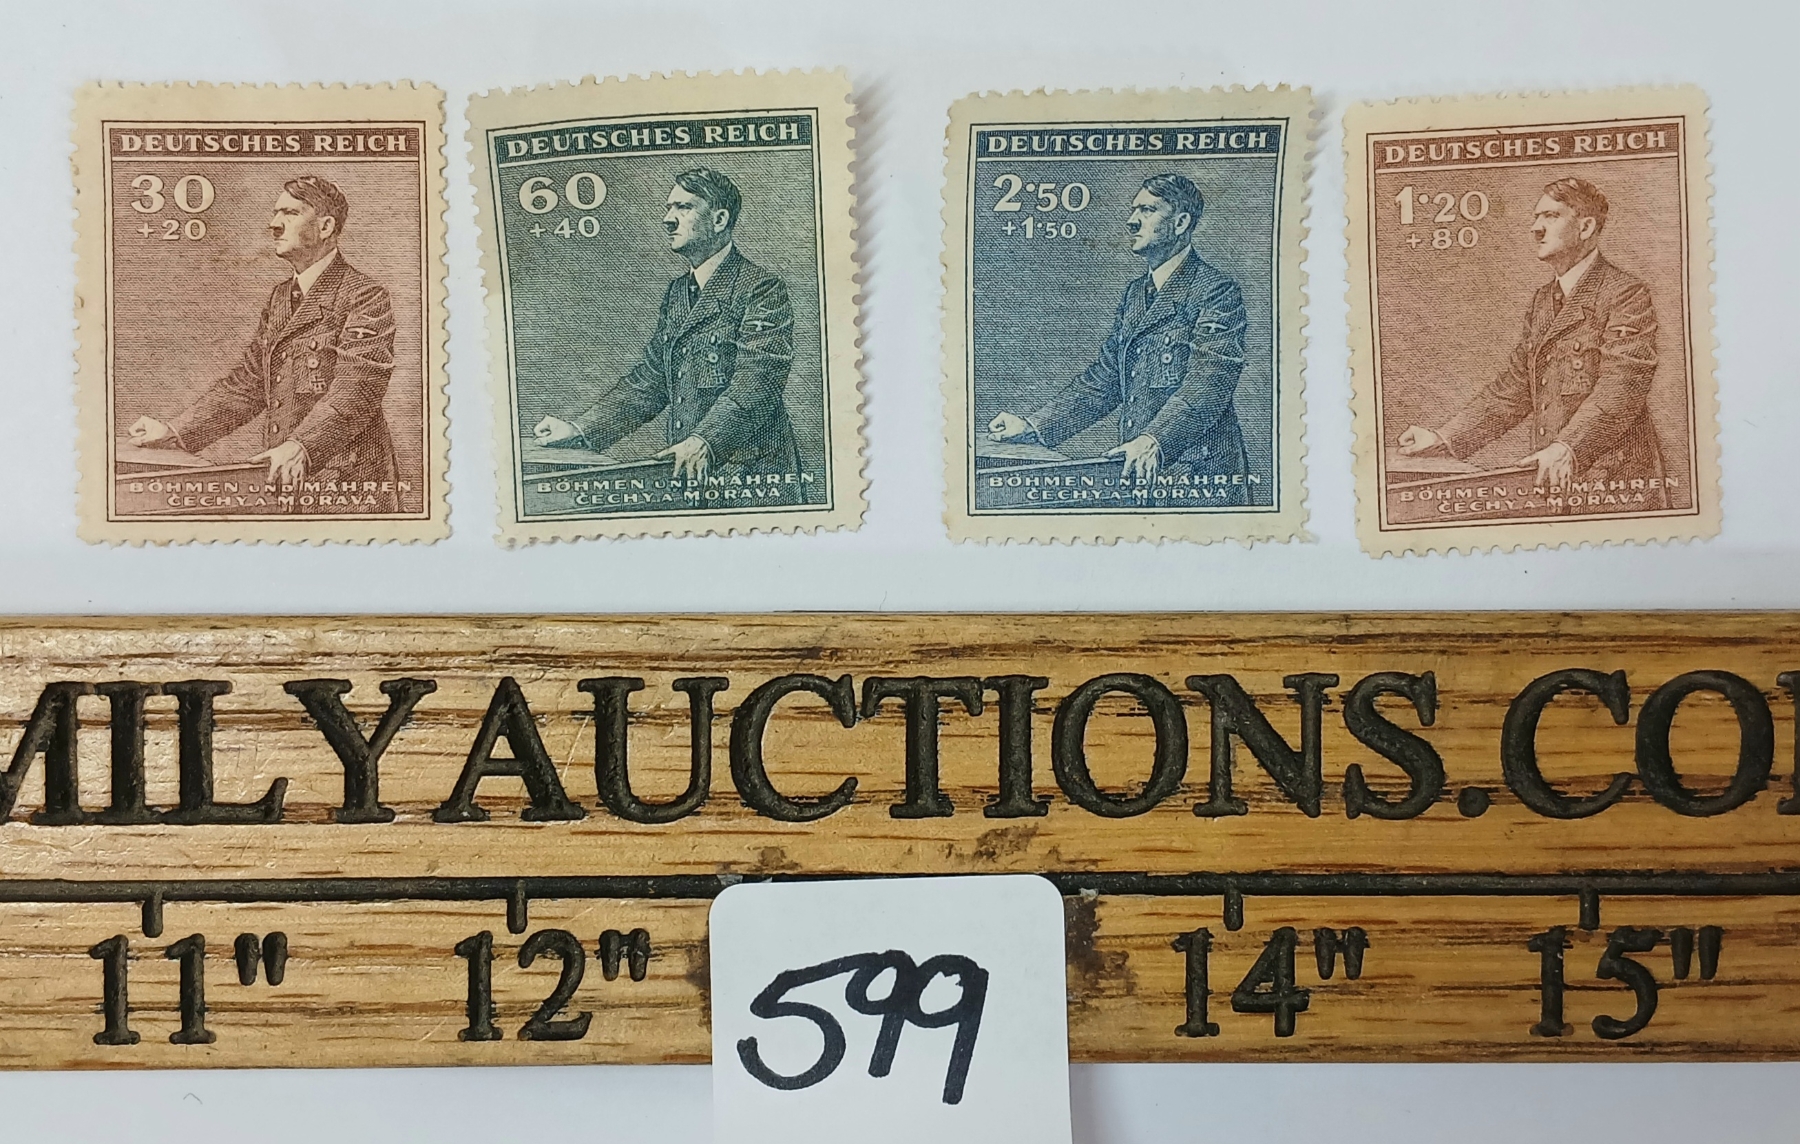 DEUTSCHES REICH
30
+20
BÖHMEN UND MÄHREN
ČECHY A MORAVA
DEUTSCHES REICH
60
+40
BÖHMEN UND MÄHREN
ČECHY A MORAVA
DEUTSCHES REICH
2·50
+1·50
BÖHMEN UND MÄHREN
ČECHY A MORAVA
DEUTSCHES REICH
1·20
+80
BÖHMEN UND MÄHREN
ČECHY A MORAVA
MILYAUCTIONS.CO
11" 12" 14" 15"
599